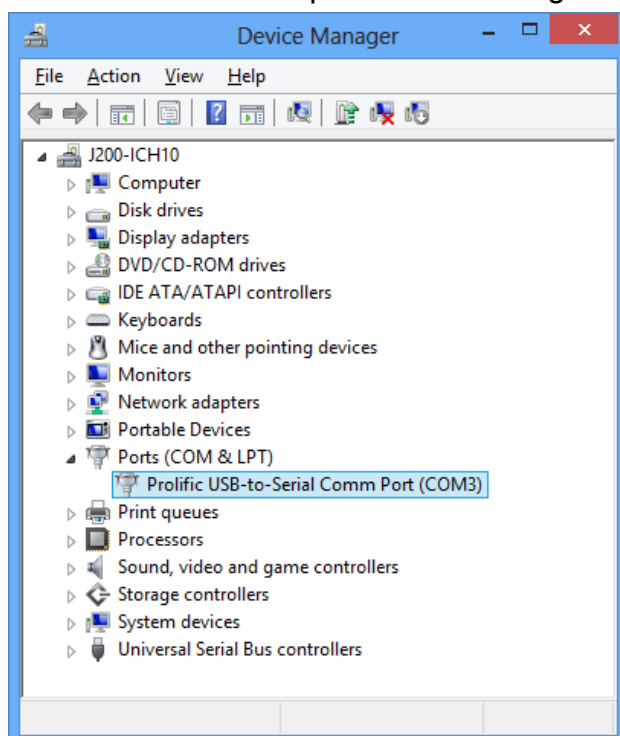 Device Manager
File Action View Help
J200-ICH10
Computer
Disk drives
Display adapters
DVD/CD-ROM drives
IDE ATA/ATAPI controllers
Keyboards
Mice and other pointing devices
Monitors
Network adapters
Portable Devices
Ports (COM & LPT)
Prolific USB-to-Serial Comm Port (COM3)
Print queues
Processors
Sound, video and game controllers
Storage controllers
System devices
Universal Serial Bus controllers